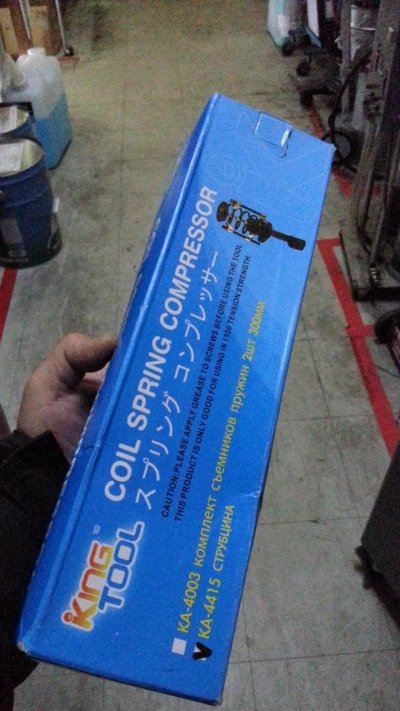 KING TOOL
COIL SPRING COMPRESSOR
スプリング コンプレッサー
CAUTION:PLEASE APPLY GREASE TO SCREWS BEFORE USING THE TOOL
THIS PRODUCT IS ONLY GOOD FOR USING IN 1500 TENSION STRENGTH.
KA-4003 комплект съемников пружин 2шт 300мм
KA-4415 СТРУБЦИНА